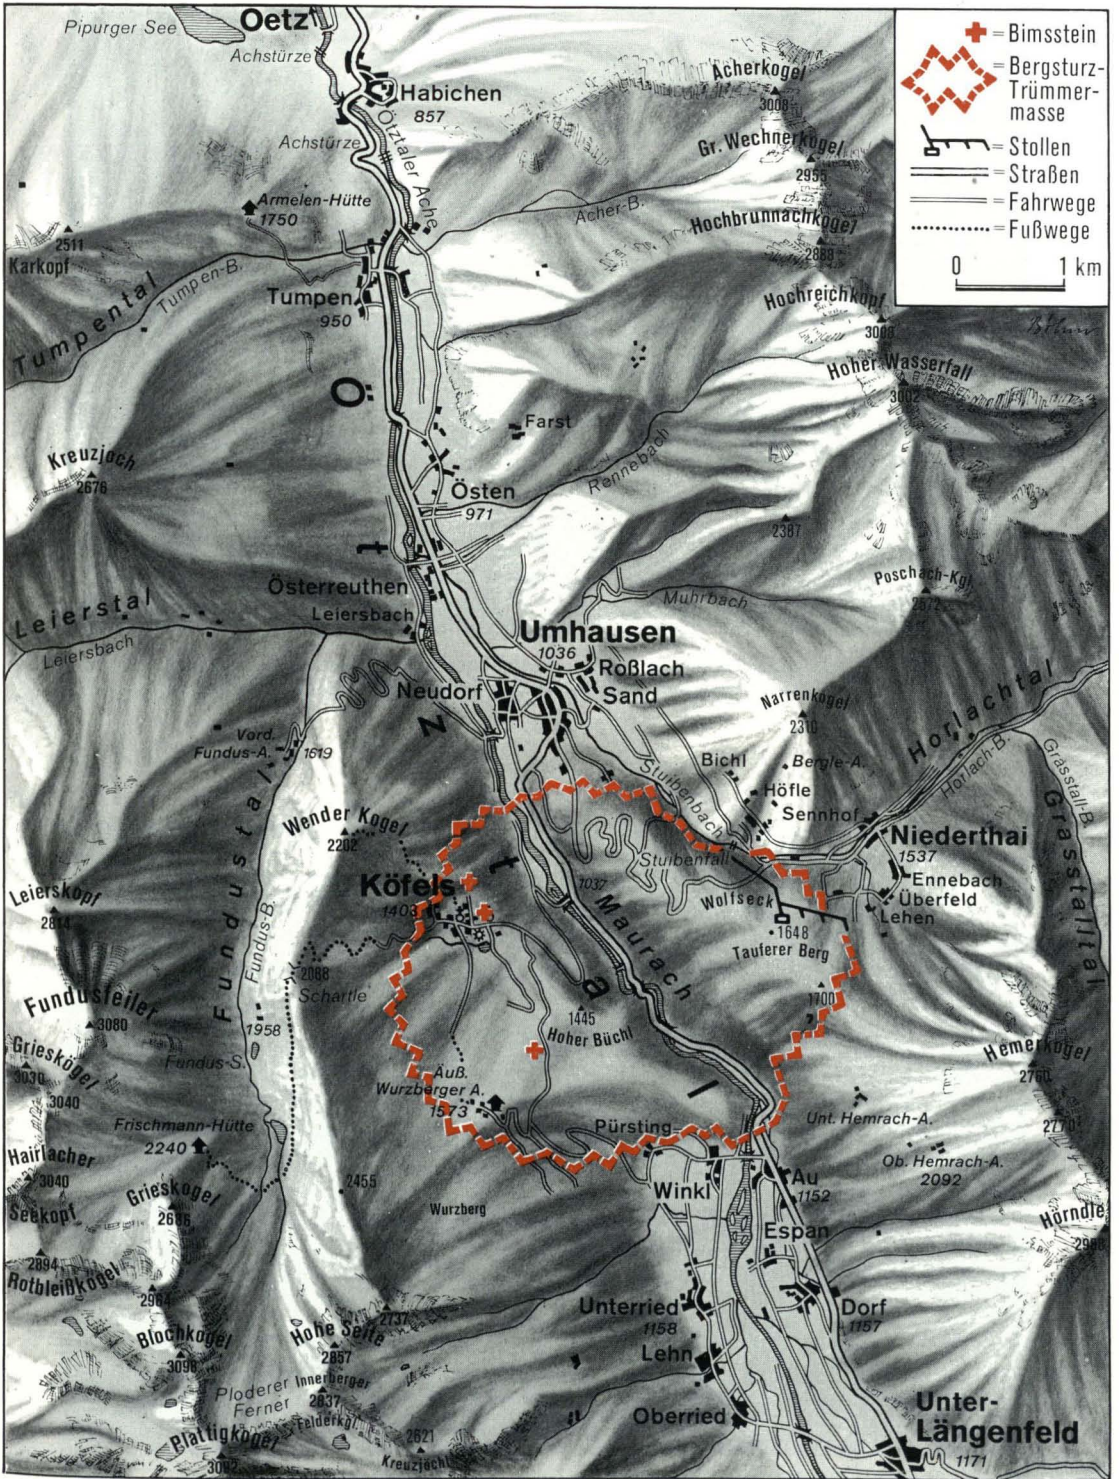 Pipurger See
Oetz
Achstürze
Habichen
857
Achstürze
Ötztaler Ache
Acherkogel
3008
Gr. Wechnerkogel
2955
+ = Bimsstein
= Bergsturz-
Trümmer-
masse
= Stollen
= Straßen
= Fahrwege
= Fußwege
0 1 km
Armelen-Hütte
1750
Acher-B.
Hochbrunnachkogel
2888
2511
Karkopf
Tumpental
Tumpen-B.
Tumpen
950
Hochreichkopf
Hoher Wasserfall
3002
Farst
Rennebach
Kreuzjoch
2676
Östen
971
2387
Österreuthen
Leiersbach
Poschach-Kgl.
2572
Muhrbach
Leierstal
Leiersbach
Umhausen
1036
Roßlach
Sand
Neudorf
Narrenkogel
2310
Horlachtal
Horlach-B.
Grasstall-B.
Grasstalltal
Vord.
Fundus-A.
1619
Bichl
Bergle-A.
Höfle
Sennhof
Stuibenbach
Niederthai
1537
Ennebach
Überfeld
Lehen
Wender Kogel
2202
Stuibenfall
Wolfseck
1648
Tauferer Berg
Köfels
1403
1037
Maurach
Ötztal
Leierskopf
2814
Fundustal
Fundus-B.
2088
Schartle
1700
Fundusfeiler
3080
1958
1445
Hoher Büchl
Grieskögel
3030
3040
Fundus-S.
Hemerkogel
2760
Äuß.
Wurzberger A.
1573
Unt. Hemrach-A.
2770
Frischmann-Hütte
2240
Pürsting
Ob. Hemrach-A.
2092
Hairlacher
3040
Seekopf
Grieskogel
2455
Wurzberg
Winkl
Au
1152
Espan
Hörndle
2894
Rotbleißkogel
2737
Unterried
1158
Dorf
1157
Blochkogel
Hohe Seite
2857
Lehn
Ploderer
Ferner
Innerberger
Felderkgl.
2837
Oberried
Unter-
Längenfeld
1171
Plattigkogel
2621
Kreuzjöchl